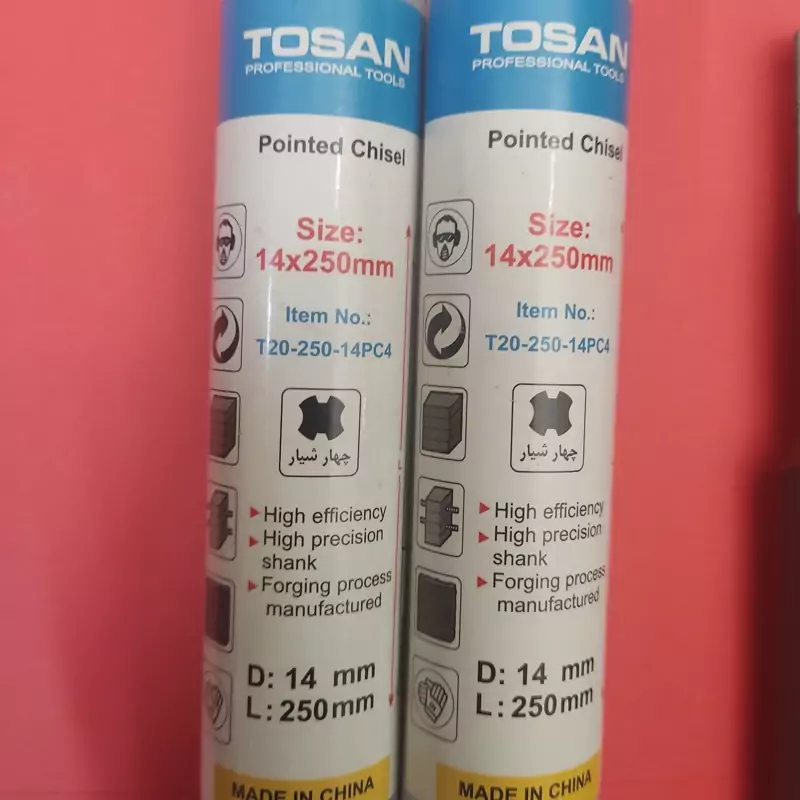 TOSAN
PROFESSIONAL TOOLS
Pointed Chisel
Size:
14x250mm
Item No.:
T20-250-14PC4
چهار شیار
High efficiency
High precision
shank
Forging process
manufactured
D: 14 mm
L: 250mm
MADE IN CHINA
TOSAN
PROFESSIONAL TOOLS
Pointed Chisel
Size:
14x250mm
Item No.:
T20-250-14PC4
چهار شیار
High efficiency
High precision
shank
Forging process
manufactured
D: 14 mm
L: 250mm
MADE IN CHINA